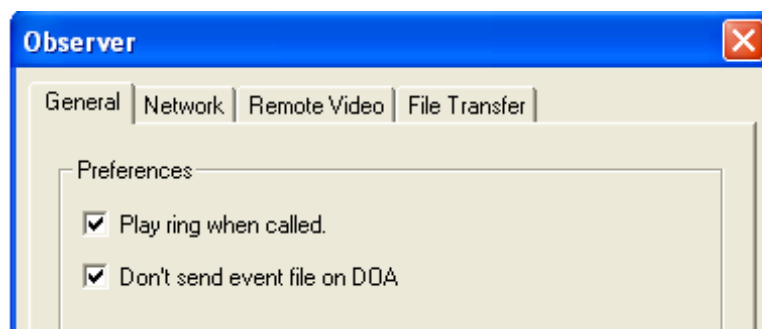 Observer
General Network Remote Video File Transfer
Preferences
Play ring when called.
Don't send event file on DOA